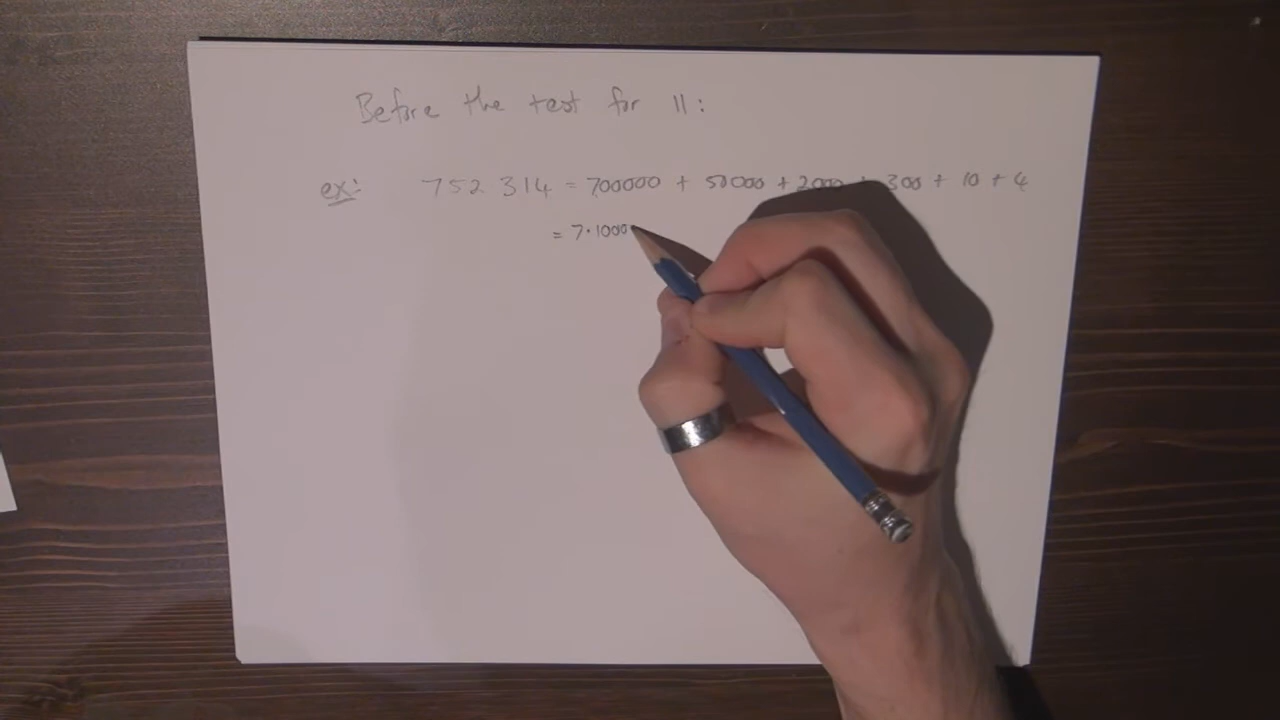 Before the test for 11:
ex: 752 314 = 700000 + 50000 + 2000 + 300 + 10 + 4
= 7·1000